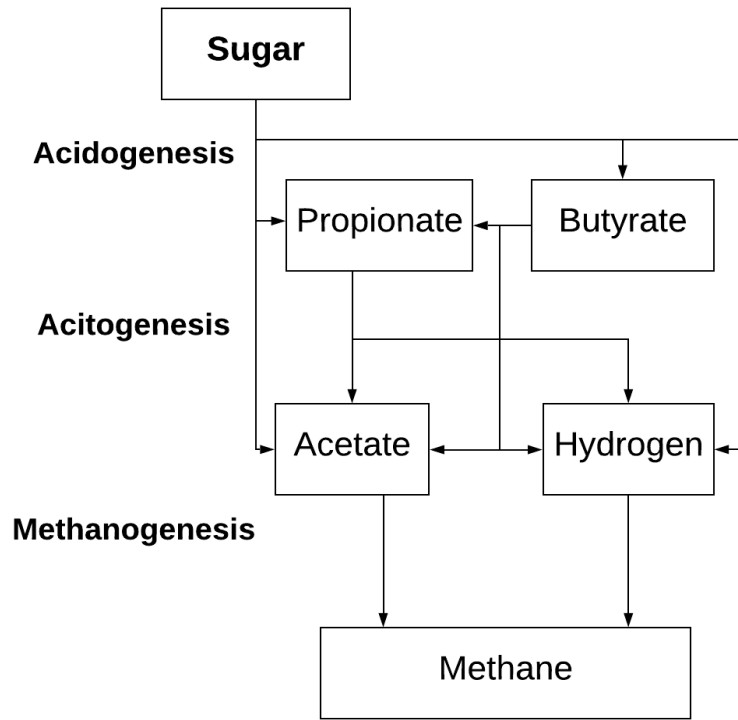 Sugar
Acidogenesis
Propionate
Butyrate
Acitogenesis
Acetate
Hydrogen
Methanogenesis
Methane